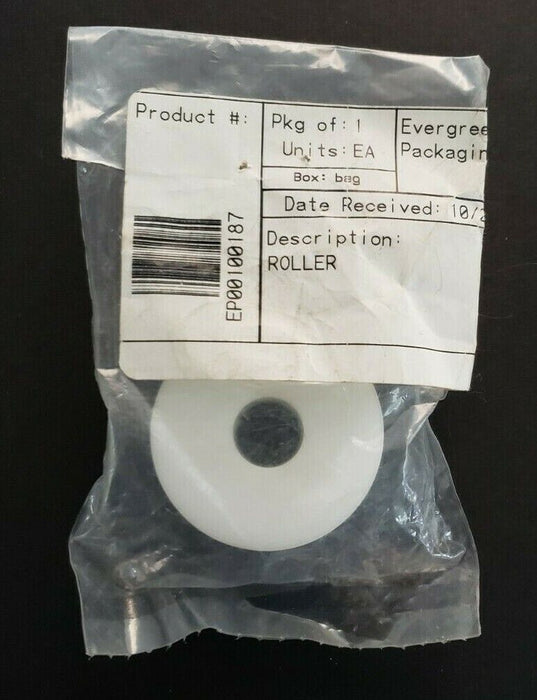 Product #:
EP00100187
Pkg of: 1
Units: EA
Box: bag
Evergree
Packagin
Date Received: 10/2
Description:
ROLLER